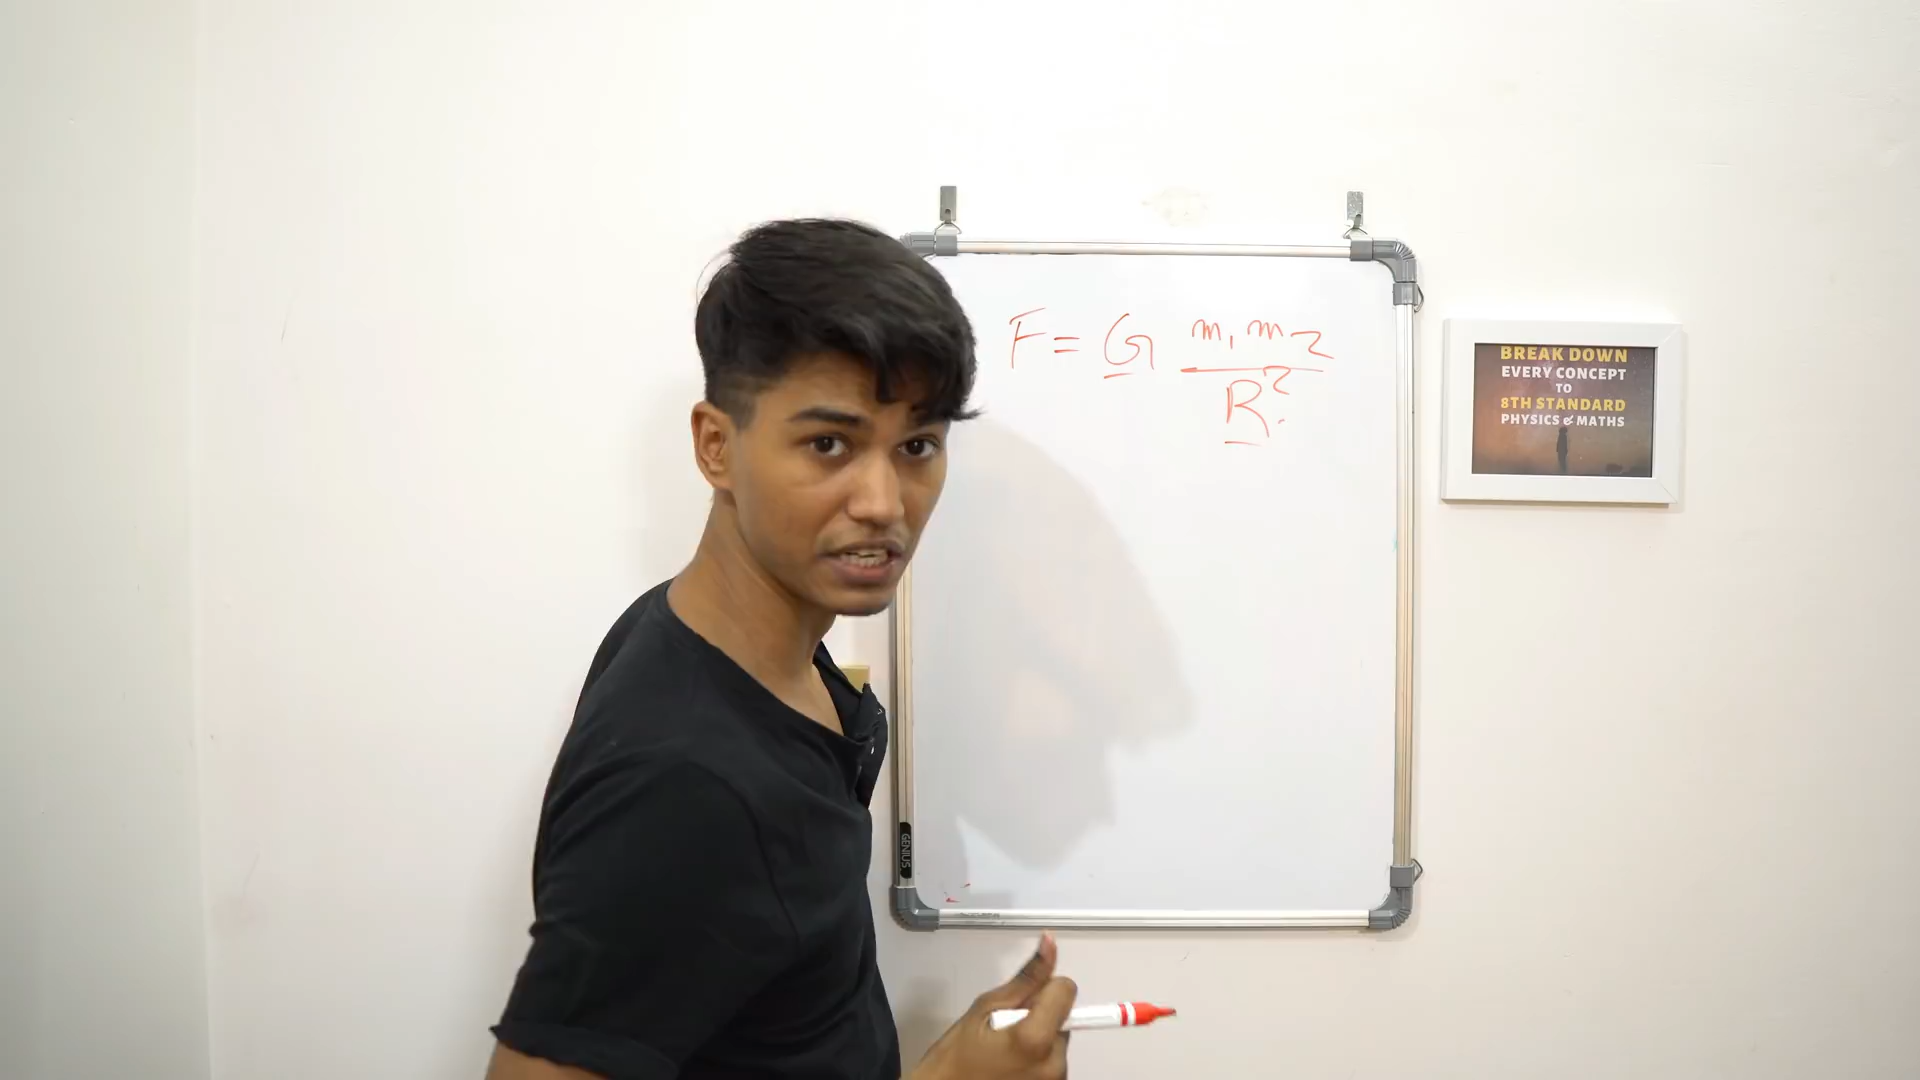 F = G m₁m₂
R²
BREAK DOWN
EVERY CONCEPT
TO
8TH STANDARD
PHYSICS & MATHS
GENIUS